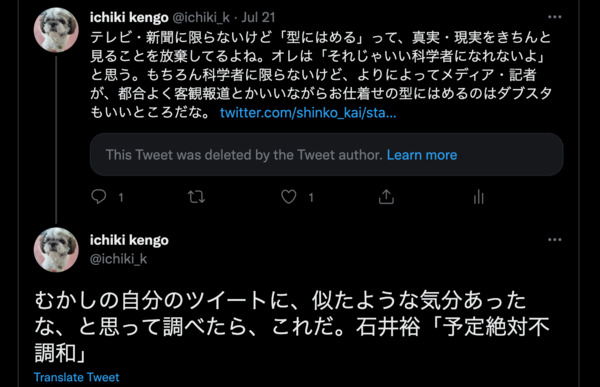 ichiki kengo @ichiki_k · Jul 21
テレビ・新聞に限らないけど「型にはめる」って、真実・現実をきちんと
見ることを放棄してるよね。オレは「それじゃいい科学者になれないよ」
と思う。もちろん科学者に限らないけど、よりによってメディア・記者
が、都合よく客観報道とかいいながらお仕着せの型にはめるのはダブスタ
もいいところだな。 twitter.com/shinko_kai/sta...
This Tweet was deleted by the Tweet author. Learn more
1 1
ichiki kengo
@ichiki_k
むかしの自分のツイートに、似たような気分あった
な、と思って調べたら、これだ。石井裕「予定絶対不
調和」
Translate Tweet